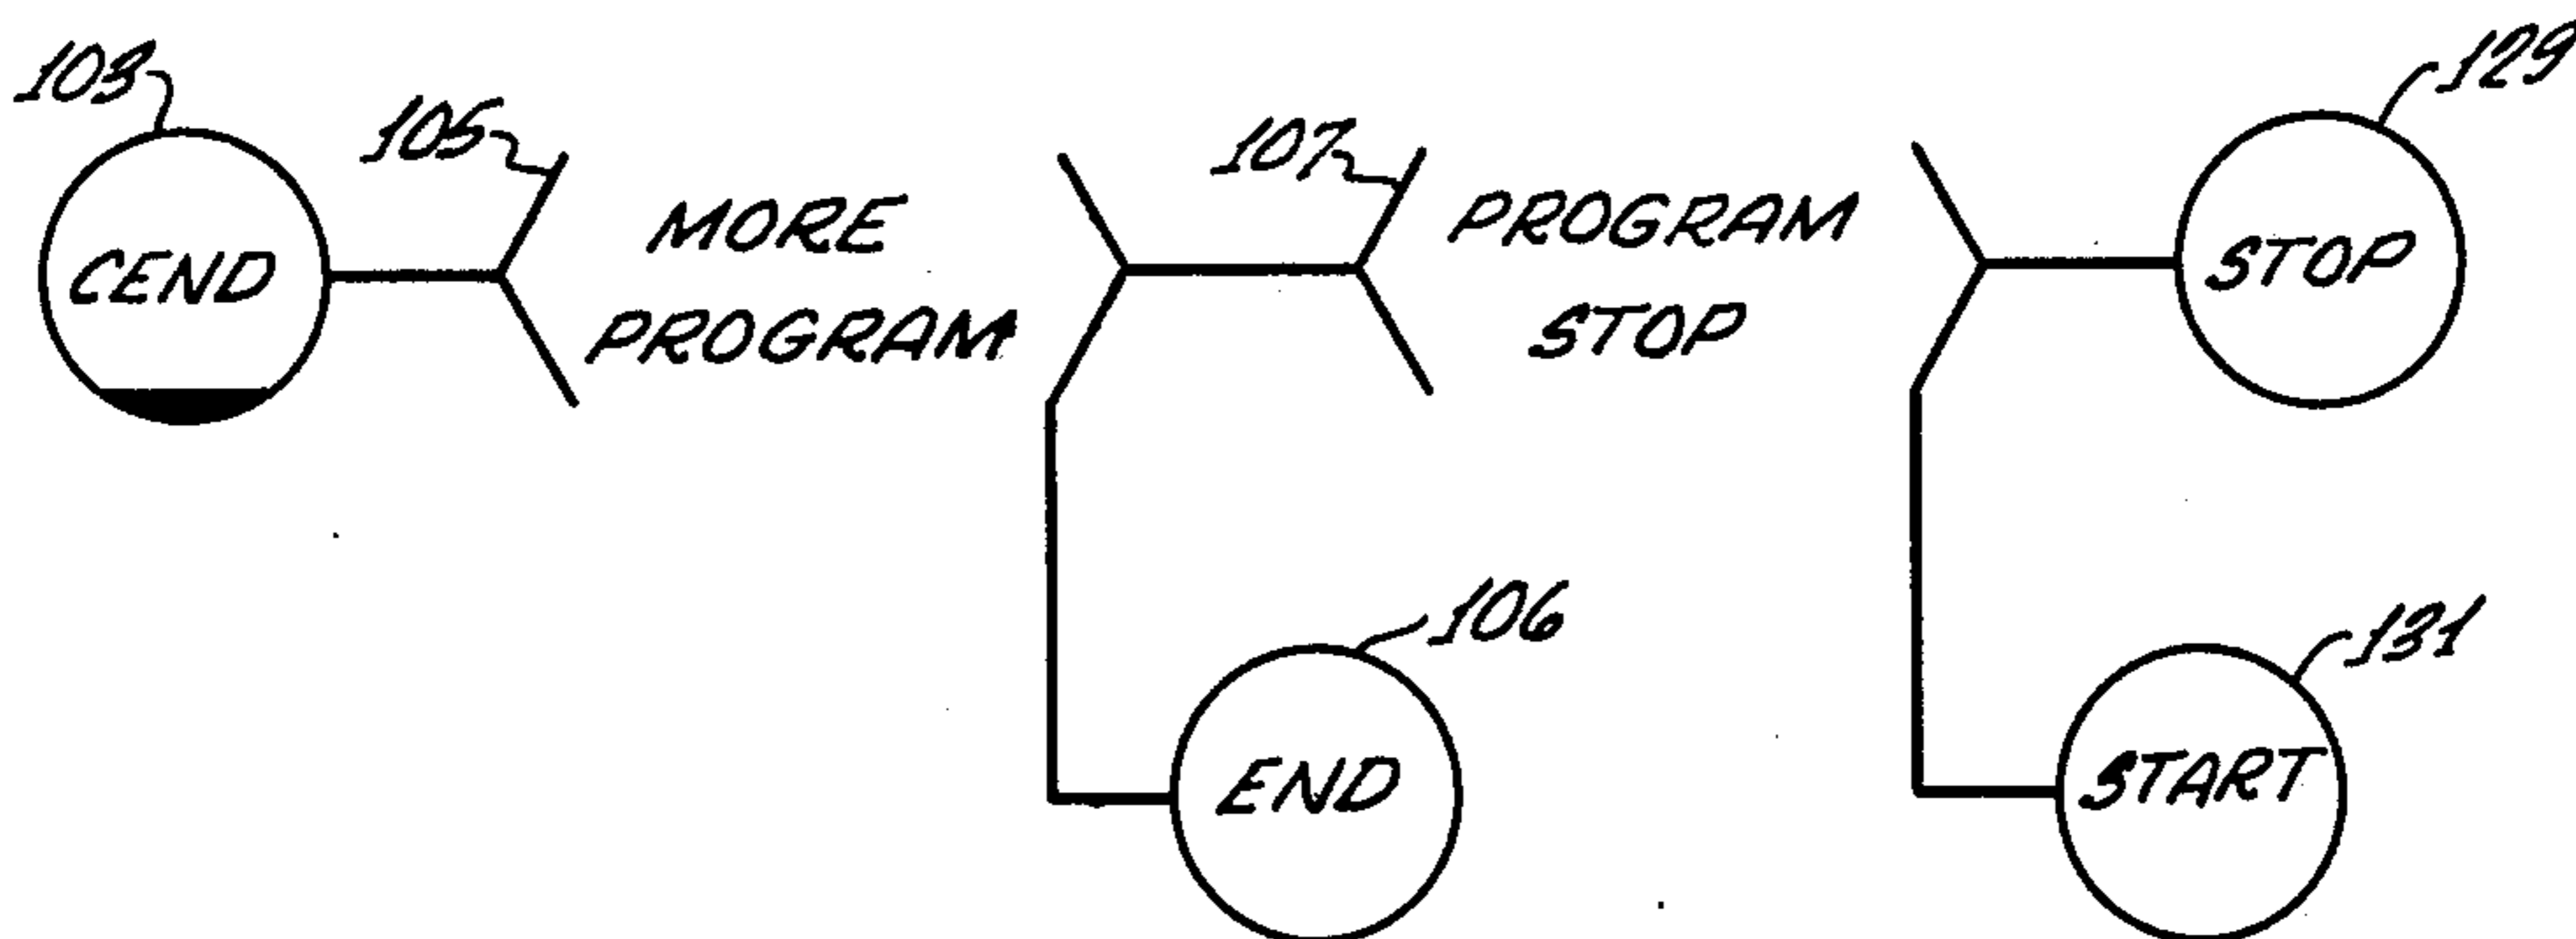 103
105
107
129
MORE
PROGRAM
PROGRAM
STOP
CEND
STOP
106
131
END
START